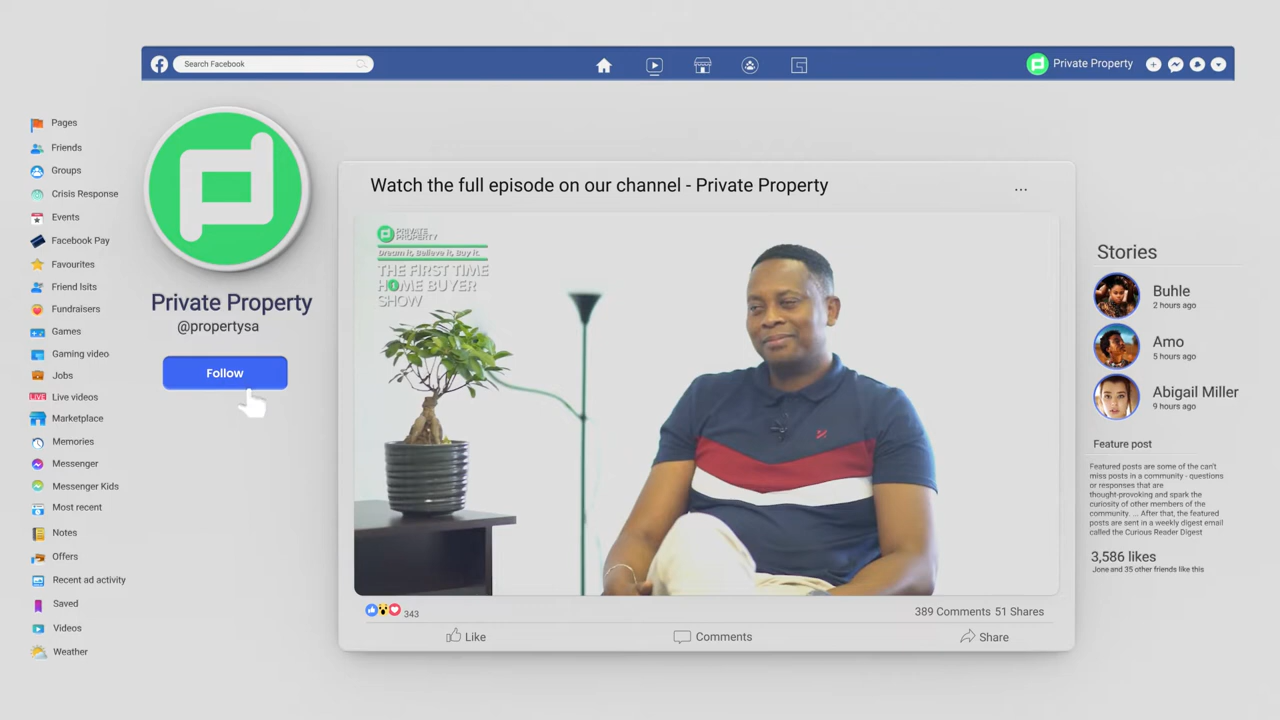 Search Facebook
Private Property
Pages
Friends
Groups
Crisis Response
Events
Facebook Pay
Favourites
Friend lsits
Fundraisers
Games
Gaming video
Jobs
LIVE Live videos
Marketplace
Memories
Messenger
Messenger Kids
Most recent
Notes
Offers
Recent ad activity
Saved
Videos
Weather
Private Property
@propertysa
Follow
Watch the full episode on our channel - Private Property
...
PRIVATE
PROPERTY
Dream it, Believe it, Buy it.
THE FIRST TIME
HOME BUYER
SHOW
343
389 Comments 51 Shares
Like
Comments
Share
Stories
Buhle
2 hours ago
Amo
5 hours ago
Abigail Miller
9 hours ago
Feature post
Featured posts are some of the can't
miss posts in a community - questions
or responses that are
thought-provoking and spark the
curiosity of other members of the
community. ... After that, the featured
posts are sent in a weekly digest email
called the Curious Reader Digest
3,586 likes
Jone and 35 other friends like this